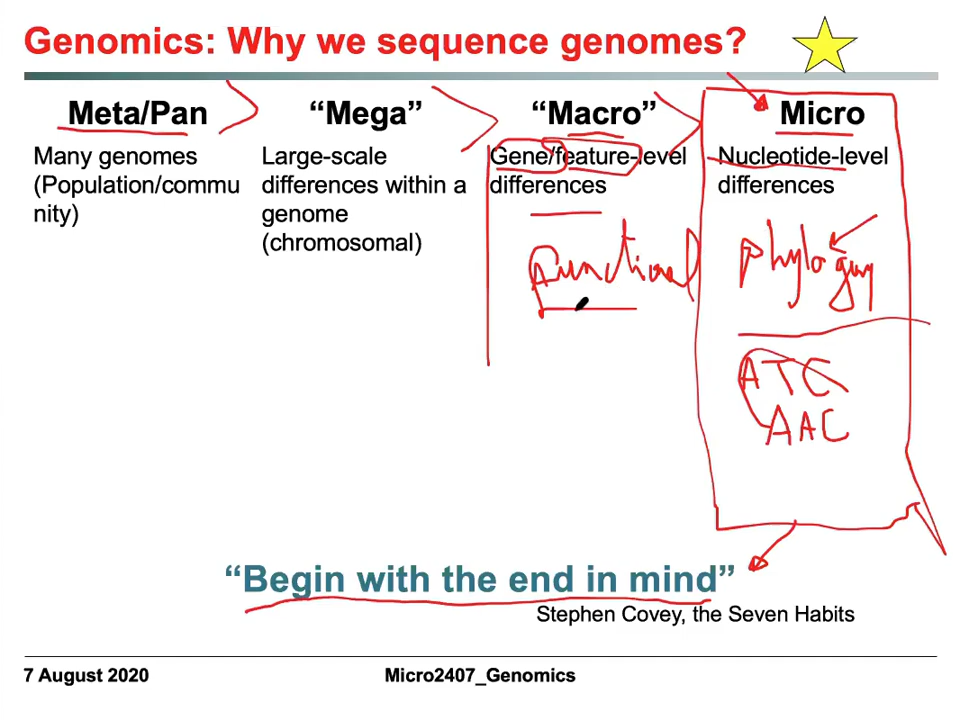 Genomics: Why we sequence genomes?
Meta/Pan
Many genomes
(Population/commu
nity)
“Mega”
Large-scale
differences within a
genome
(chromosomal)
“Macro”
Gene/feature-level
differences
Functional
Micro
Nucleotide-level
differences
phylogeny
ATC
AAC
“Begin with the end in mind”
Stephen Covey, the Seven Habits
7 August 2020
Micro2407_Genomics